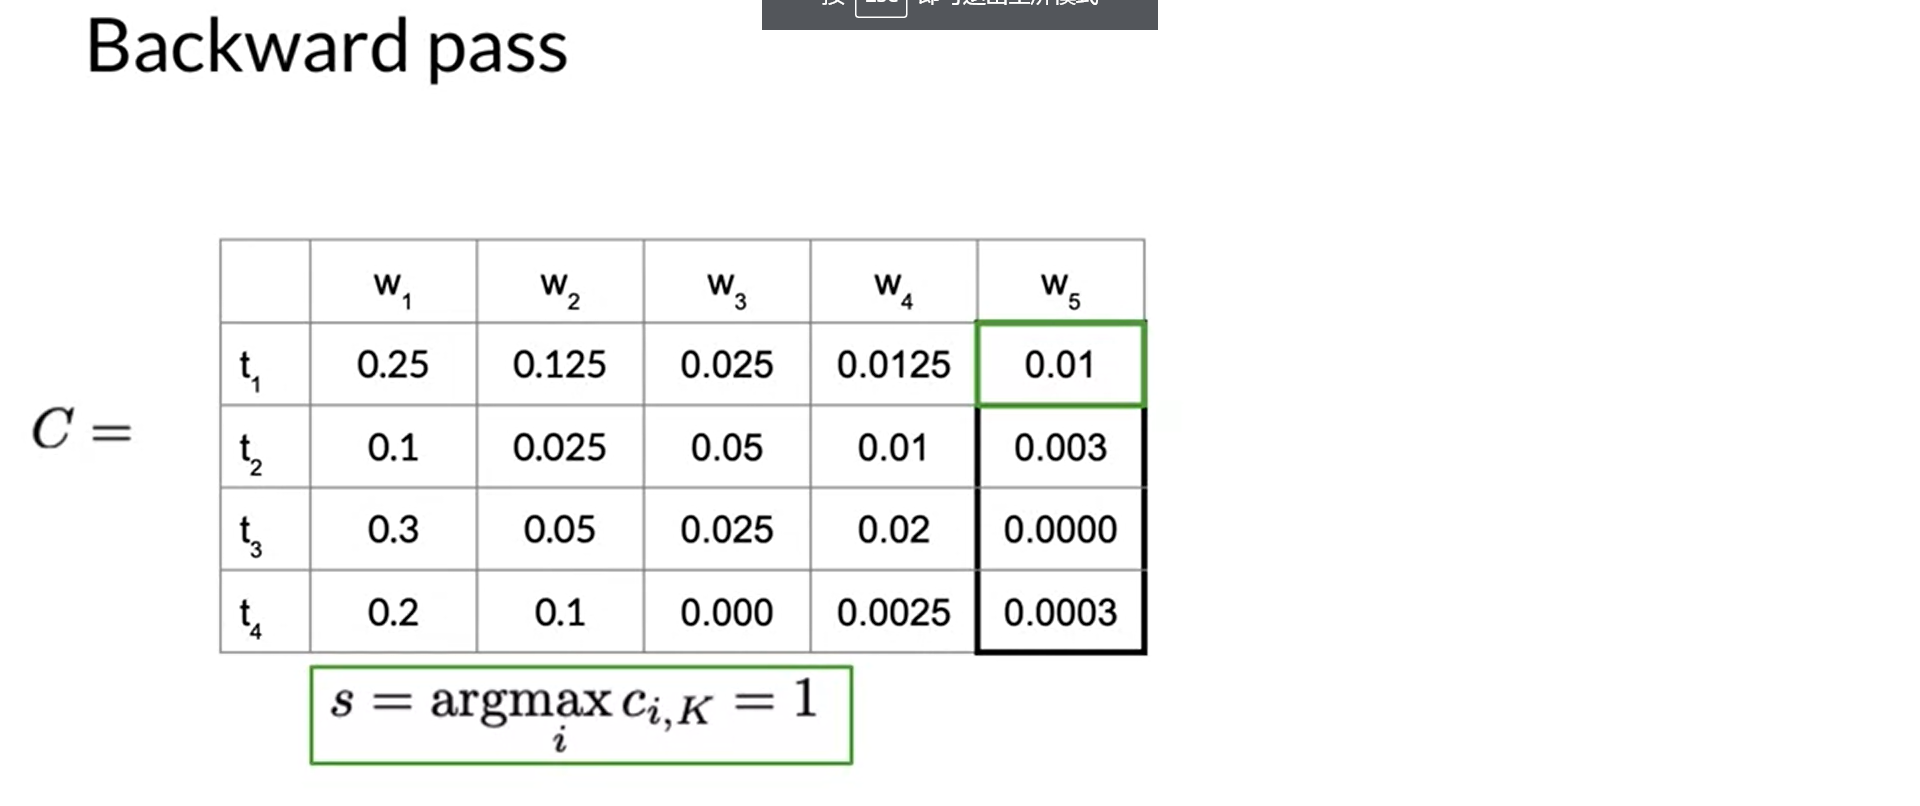 Backward pass
w1 w2 w3 w4 w5
t1 0.25 0.125 0.025 0.0125 0.01
C =
t2 0.1 0.025 0.05 0.01 0.003
t3 0.3 0.05 0.025 0.02 0.0000
t4 0.2 0.1 0.000 0.0025 0.0003
s = argmax c_{i,K} = 1
i